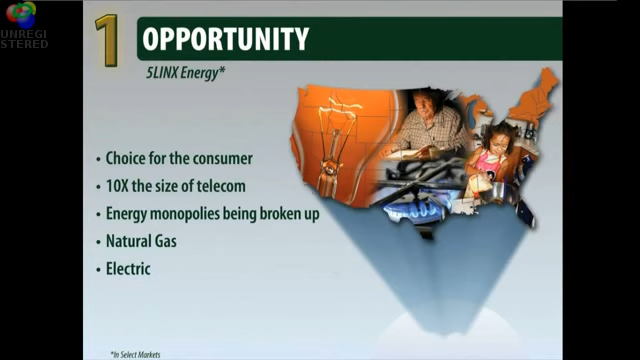 UNREGI
STERED
1 OPPORTUNITY
5LINX Energy*
• Choice for the consumer
• 10X the size of telecom
• Energy monopolies being broken up
• Natural Gas
• Electric
*In Select Markets